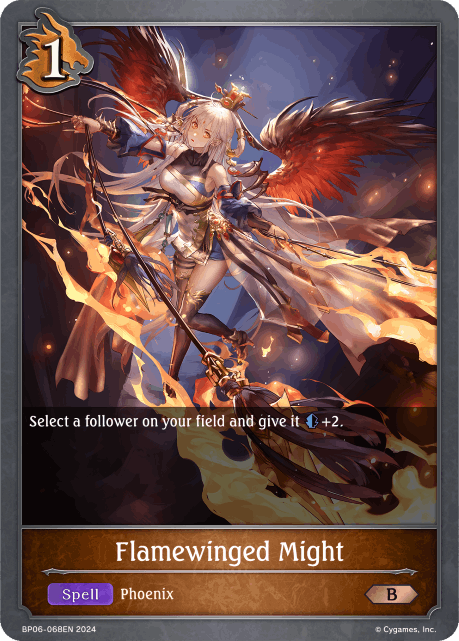 1
Select a follower on your field and give it +2.
Flamewinged Might
Spell Phoenix B
BP06-068EN 2024 © Cygames, Inc.